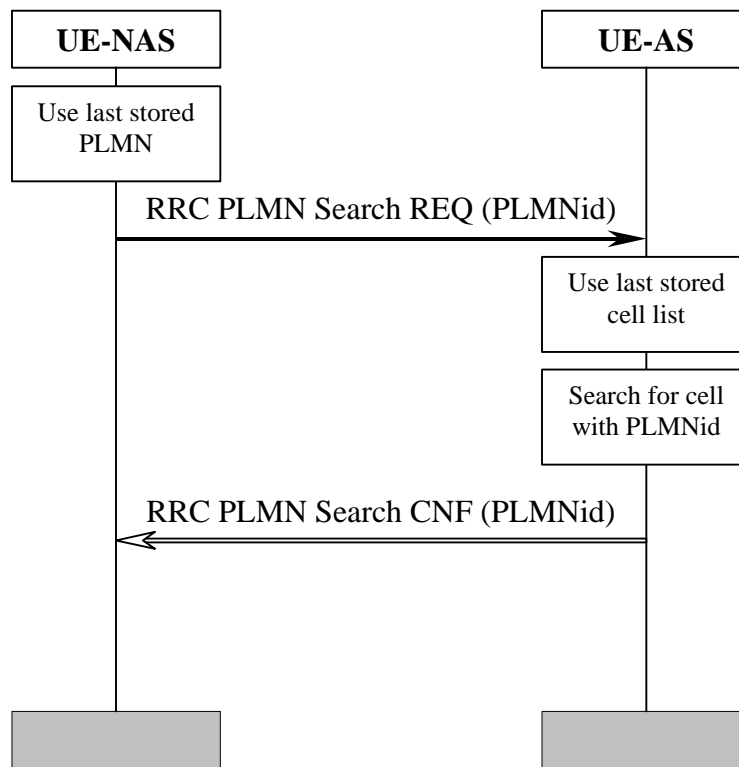 UE-NAS
UE-AS
Use last stored
PLMN
RRC PLMN Search REQ (PLMNid)
Use last stored
cell list
Search for cell
with PLMNid
RRC PLMN Search CNF (PLMNid)